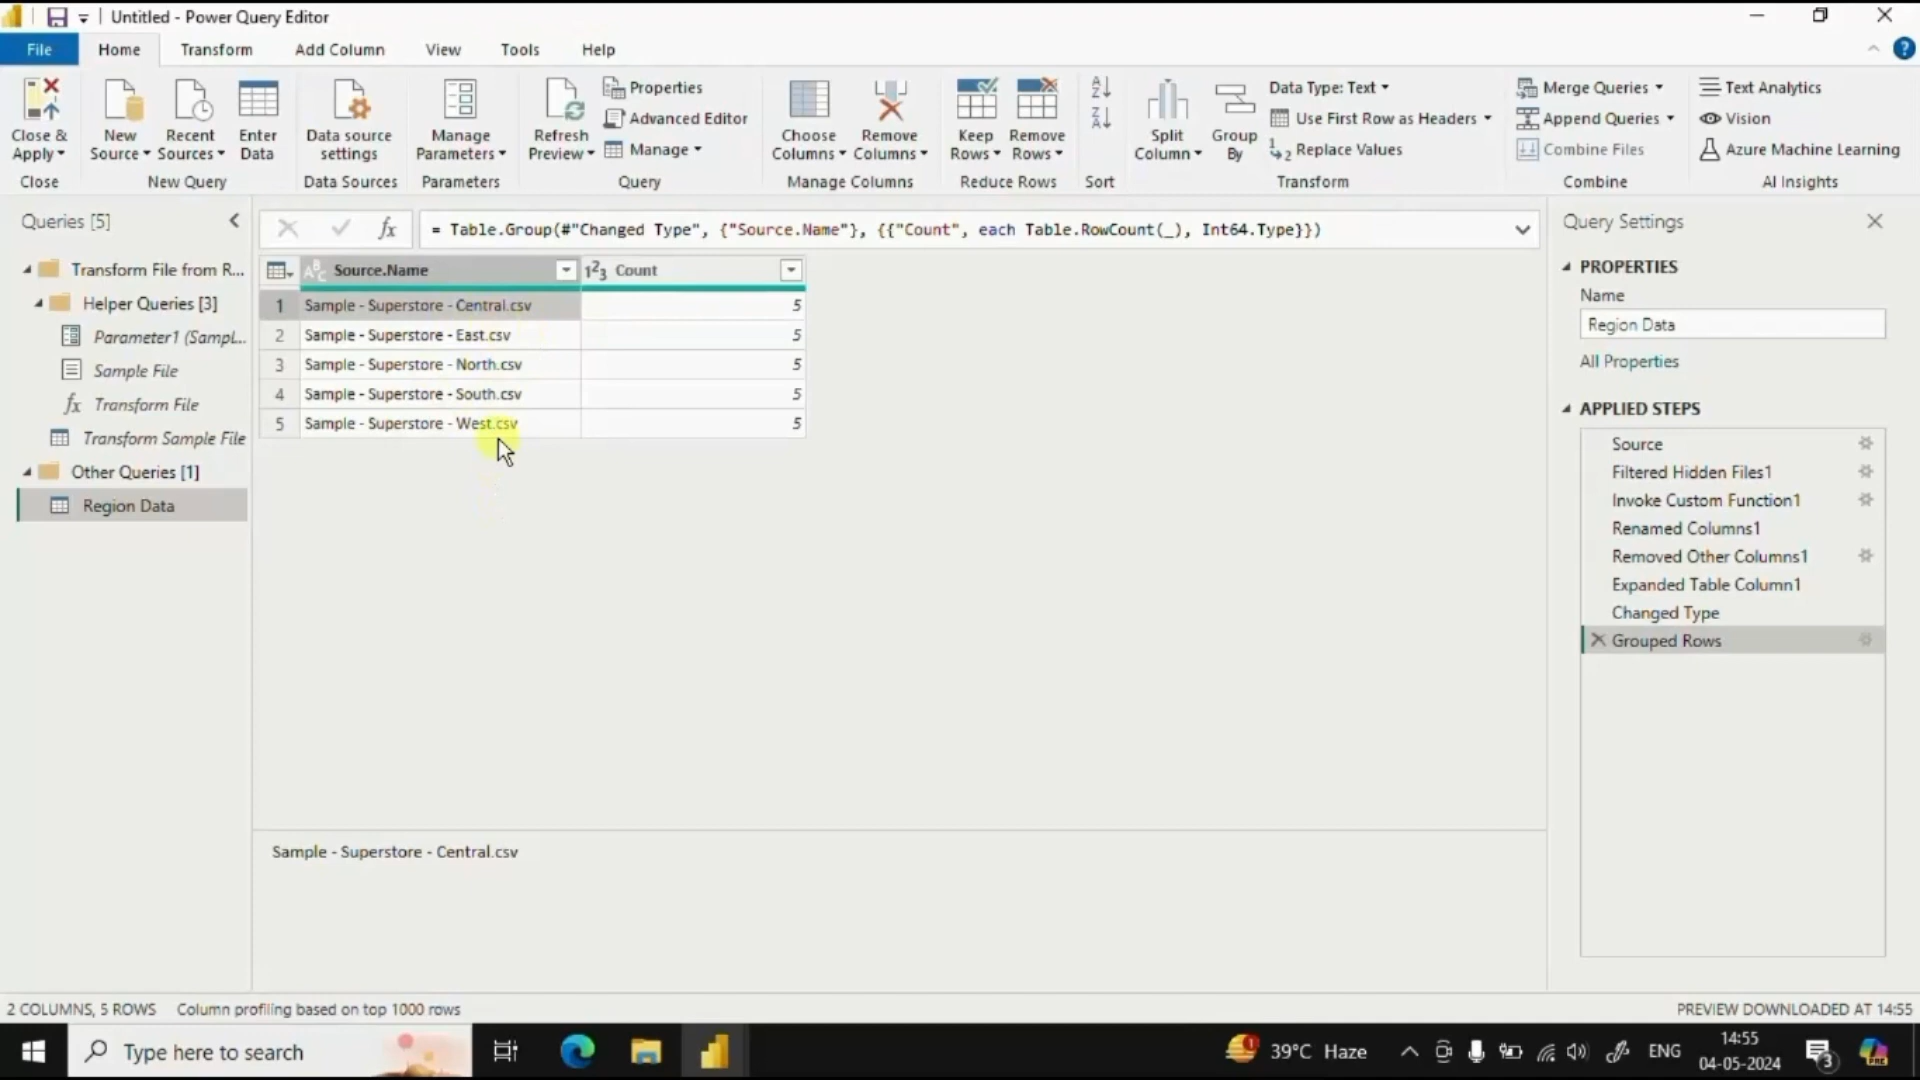 Untitled - Power Query Editor
File Home Transform Add Column View Tools Help
Close & Apply
New Source
Recent Sources
Enter Data
Data source settings
Manage Parameters
Refresh Preview
Properties
Advanced Editor
Manage
Choose Columns
Remove Columns
Keep Rows
Remove Rows
Split Column
Group By
Data Type: Text
Use First Row as Headers
Replace Values
Merge Queries
Append Queries
Combine Files
Text Analytics
Vision
Azure Machine Learning
Close New Query Data Sources Parameters Query Manage Columns Reduce Rows Sort Transform Combine AI Insights
Queries [5]
Transform File from R...
Helper Queries [3]
Parameter1 (Sampl...
Sample File
fx Transform File
Transform Sample File
Other Queries [1]
Region Data
fx = Table.Group(#"Changed Type", {"Source.Name"}, {{"Count", each Table.RowCount(_), Int64.Type}})
ABC Source.Name 123 Count
1 Sample - Superstore - Central.csv 5
2 Sample - Superstore - East.csv 5
3 Sample - Superstore - North.csv 5
4 Sample - Superstore - South.csv 5
5 Sample - Superstore - West.csv 5
Sample - Superstore - Central.csv
Query Settings
PROPERTIES
Name
Region Data
All Properties
APPLIED STEPS
Source
Filtered Hidden Files1
Invoke Custom Function1
Renamed Columns1
Removed Other Columns1
Expanded Table Column1
Changed Type
Grouped Rows
2 COLUMNS, 5 ROWS Column profiling based on top 1000 rows
PREVIEW DOWNLOADED AT 14:55
Type here to search
1
39°C Haze
ENG
14:55
04-05-2024
3
PRE